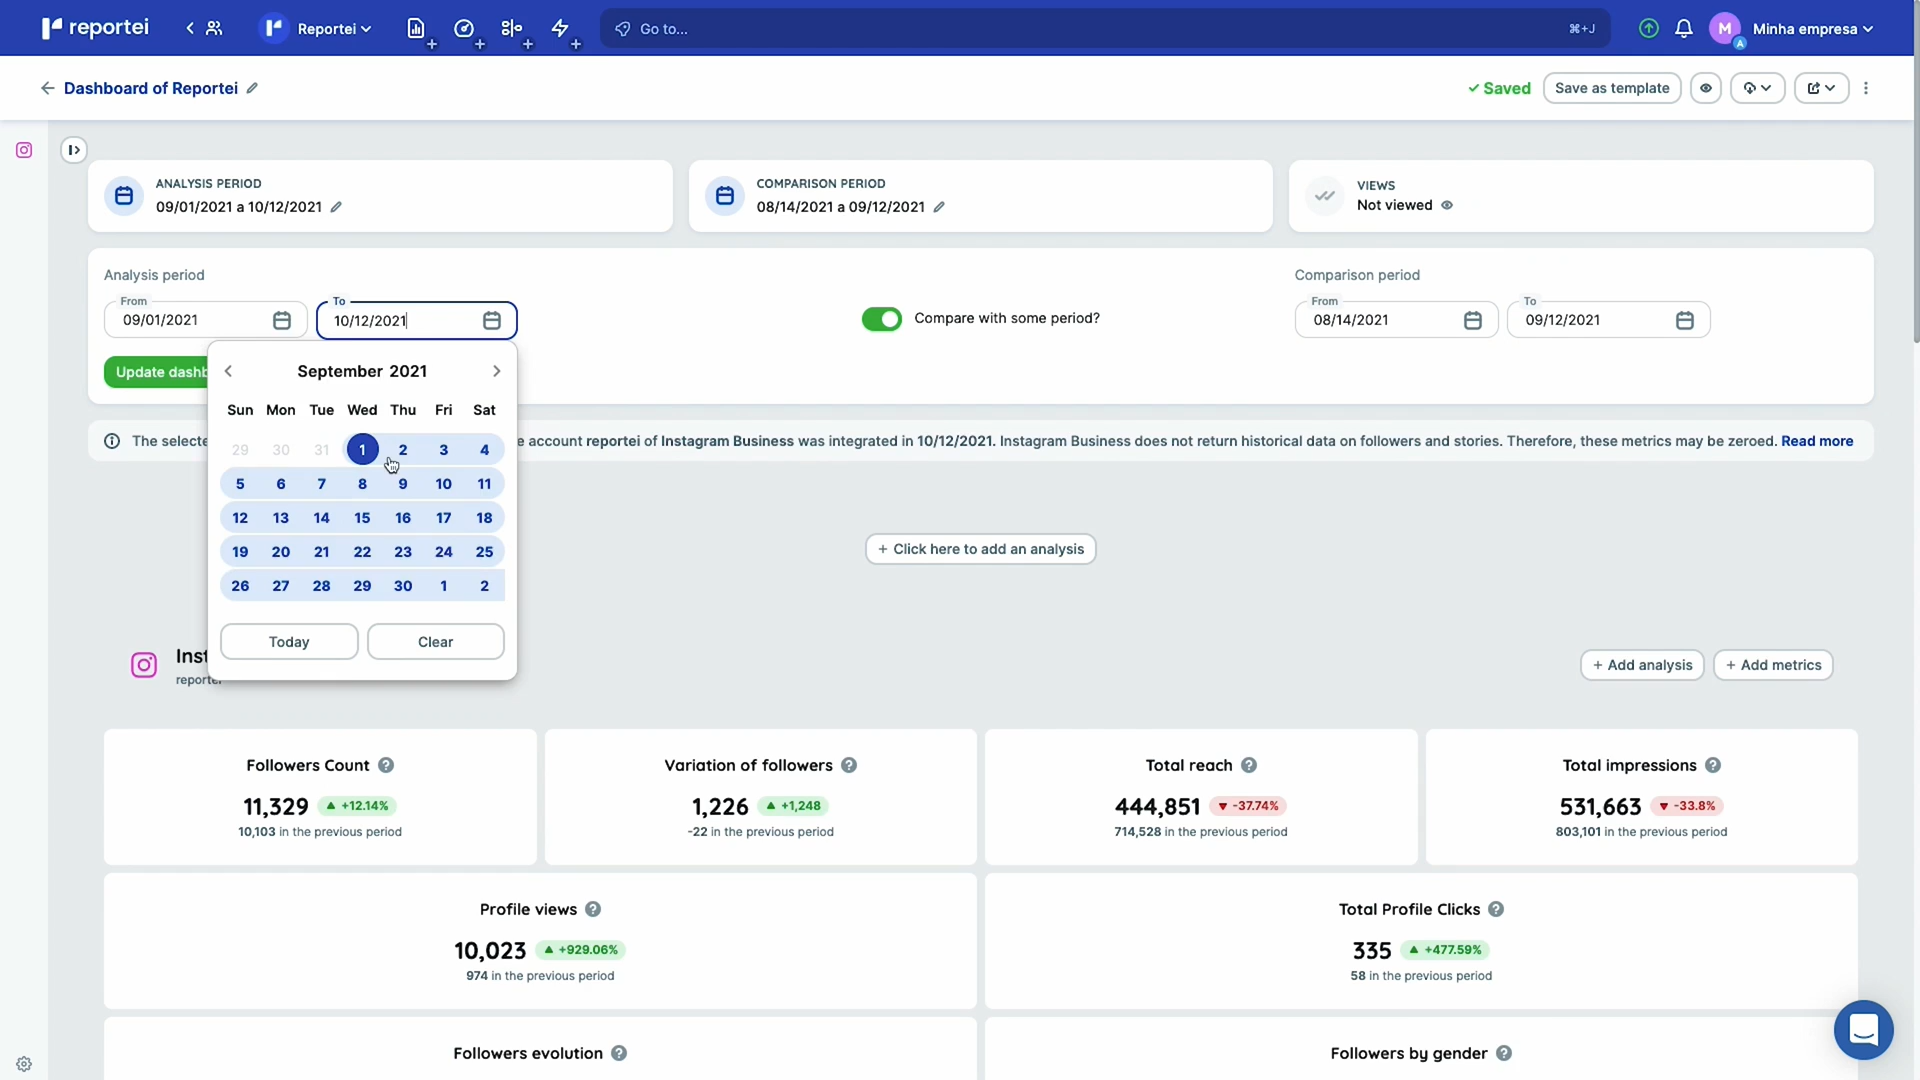 reportei
Reportei
Go to...
⌘+J
M
A
Minha empresa
Dashboard of Reportei
Saved
Save as template
ANALYSIS PERIOD
09/01/2021 a 10/12/2021
COMPARISON PERIOD
08/14/2021 a 09/12/2021
VIEWS
Not viewed
Analysis period
From
09/01/2021
To
10/12/2021
Compare with some period?
Comparison period
From
08/14/2021
To
09/12/2021
Update dashb
September 2021
Sun Mon Tue Wed Thu Fri Sat
29 30 31 1 2 3 4
5 6 7 8 9 10 11
12 13 14 15 16 17 18
19 20 21 22 23 24 25
26 27 28 29 30 1 2
Today
Clear
The selecte
e account reportei of Instagram Business was integrated in 10/12/2021. Instagram Business does not return historical data on followers and stories. Therefore, these metrics may be zeroed. Read more
+ Click here to add an analysis
Inst
reportei
+ Add analysis
+ Add metrics
Followers Count
11,329 +12.14%
10,103 in the previous period
Variation of followers
1,226 +1,248
-22 in the previous period
Total reach
444,851 -37.74%
714,528 in the previous period
Total impressions
531,663 -33.8%
803,101 in the previous period
Profile views
10,023 +929.06%
974 in the previous period
Total Profile Clicks
335 +477.59%
58 in the previous period
Followers evolution
Followers by gender